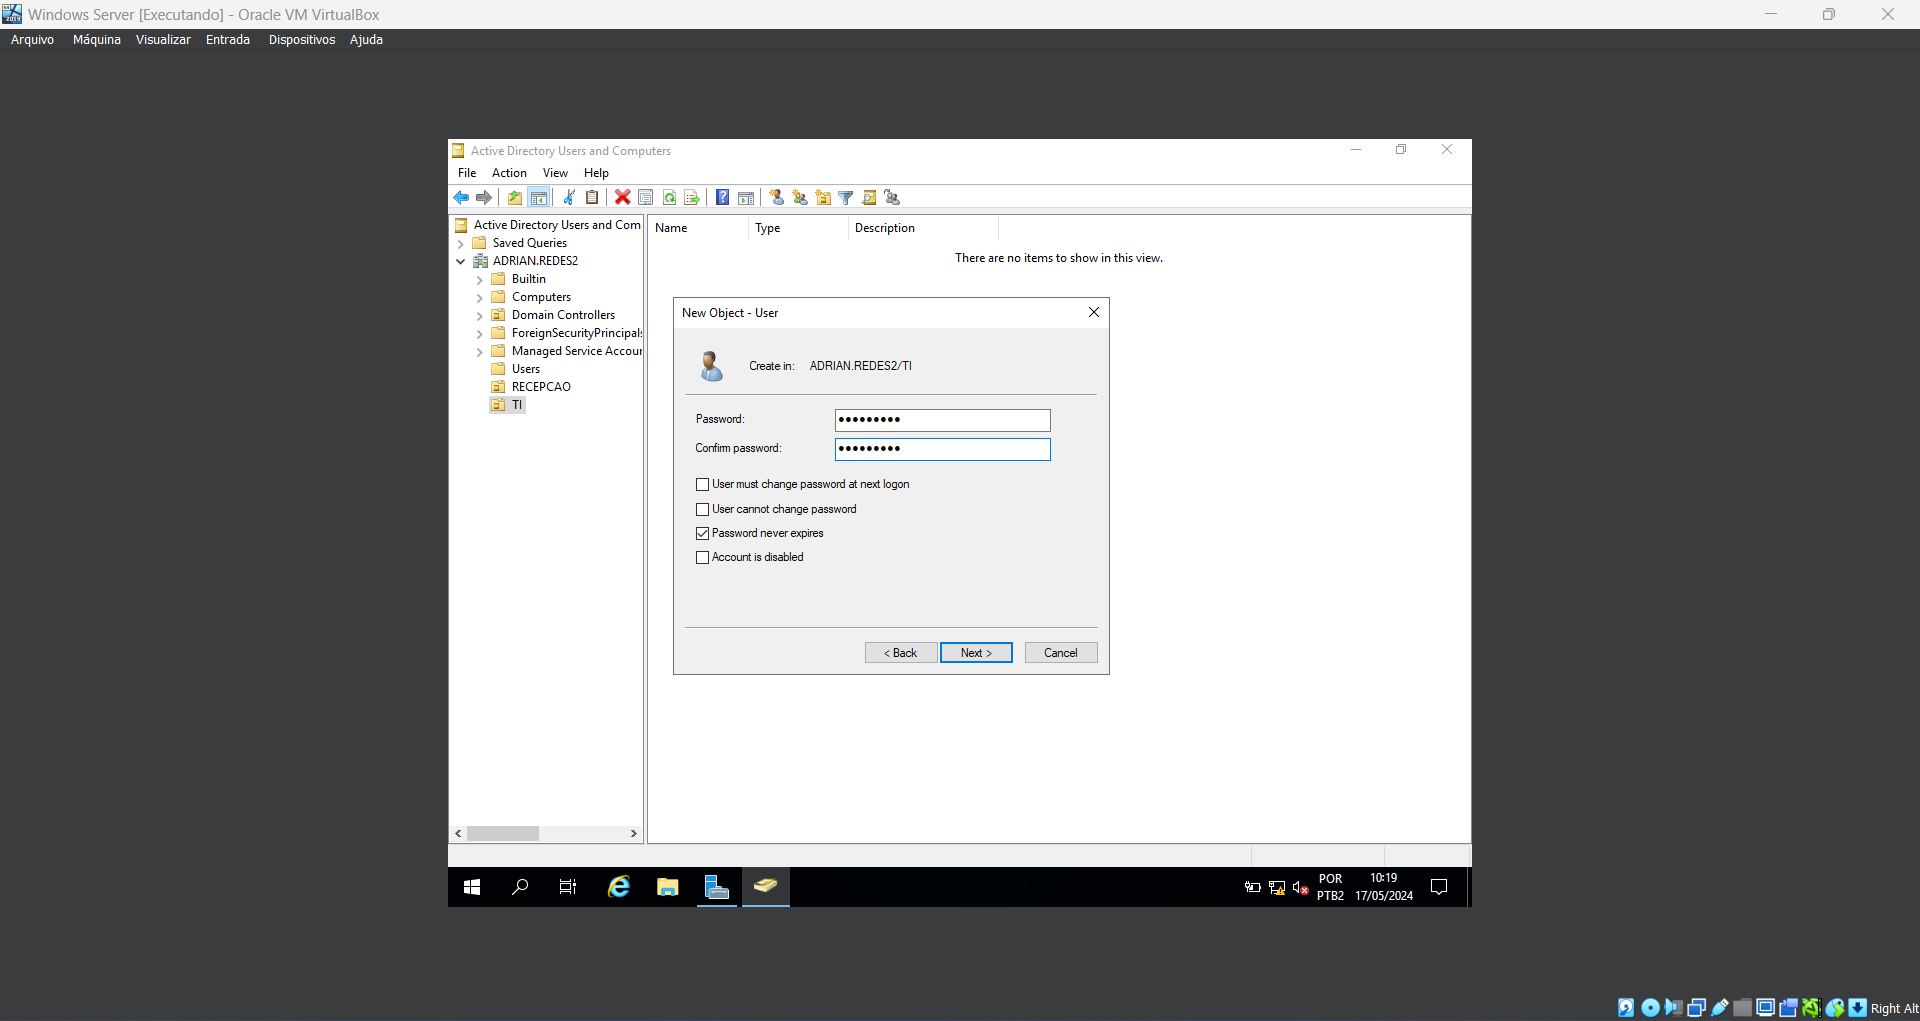 Windows Server [Executando] - Oracle VM VirtualBox
Arquivo Máquina Visualizar Entrada Dispositivos Ajuda
Active Directory Users and Computers
File Action View Help
Active Directory Users and Com
Saved Queries
ADRIAN.REDES2
Builtin
Computers
Domain Controllers
ForeignSecurityPrincipals
Managed Service Accour
Users
RECEPCAO
TI
Name Type Description
There are no items to show in this view.
New Object - User
Create in: ADRIAN.REDES2/TI
Password: •••••••••
Confirm password: •••••••••
User must change password at next logon
User cannot change password
Password never expires
Account is disabled
< Back Next > Cancel
POR
PTB2
10:19
17/05/2024
Right Alt